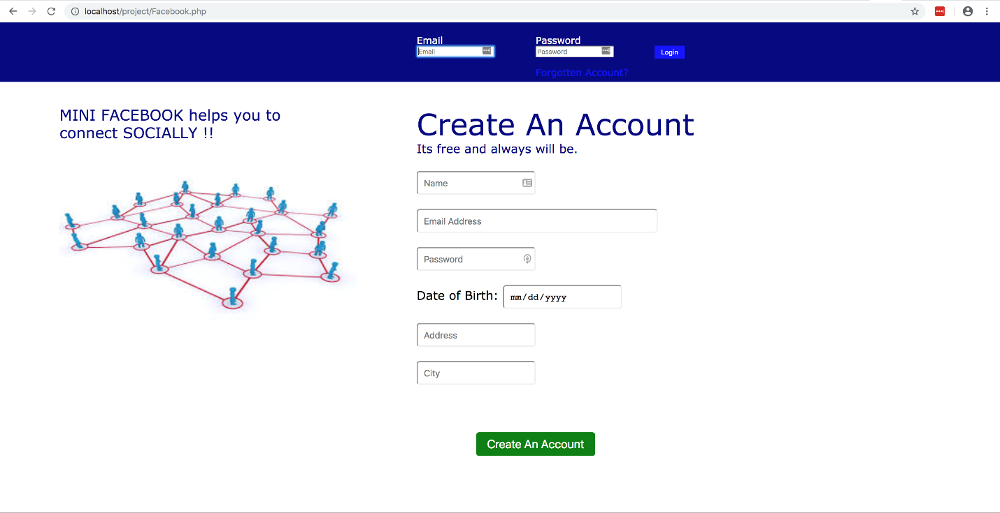 localhost/project/Facebook.php
Email
Password
Email
Password
Login
Forgotten Account?
MINI FACEBOOK helps you to
connect SOCIALLY !!
Create An Account
Its free and always will be.
Name
Email Address
Password
Date of Birth: mm/dd/yyyy
Address
City
Create An Account